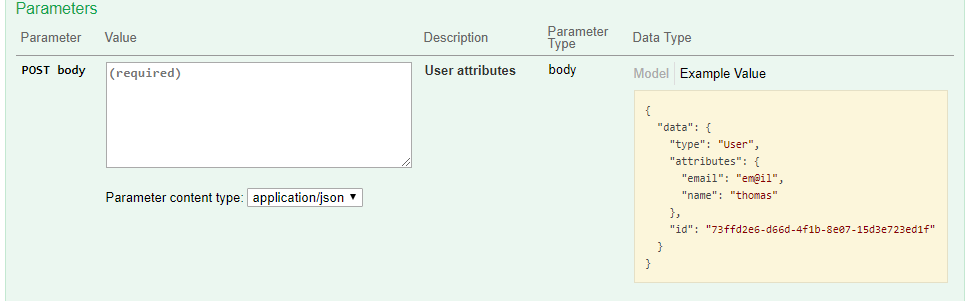 Parameters
Parameter Value Description Parameter Type Data Type
POST body (required) User attributes body Model Example Value
{
"data": {
"type": "User",
"attributes": {
"email": "em@il",
"name": "thomas"
},
"id": "73ffd2e6-d66d-4f1b-8e07-15d3e723ed1f"
}
}
Parameter content type: application/json